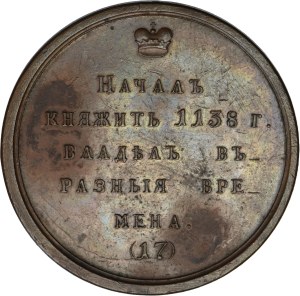 НАЧАЛЪ
КНЯЖИТЬ 1138 Г.
ВЛАДѢЛЪ ВЪ
РАЗНЫЯ ВРЕ
МЕНА.
(17)